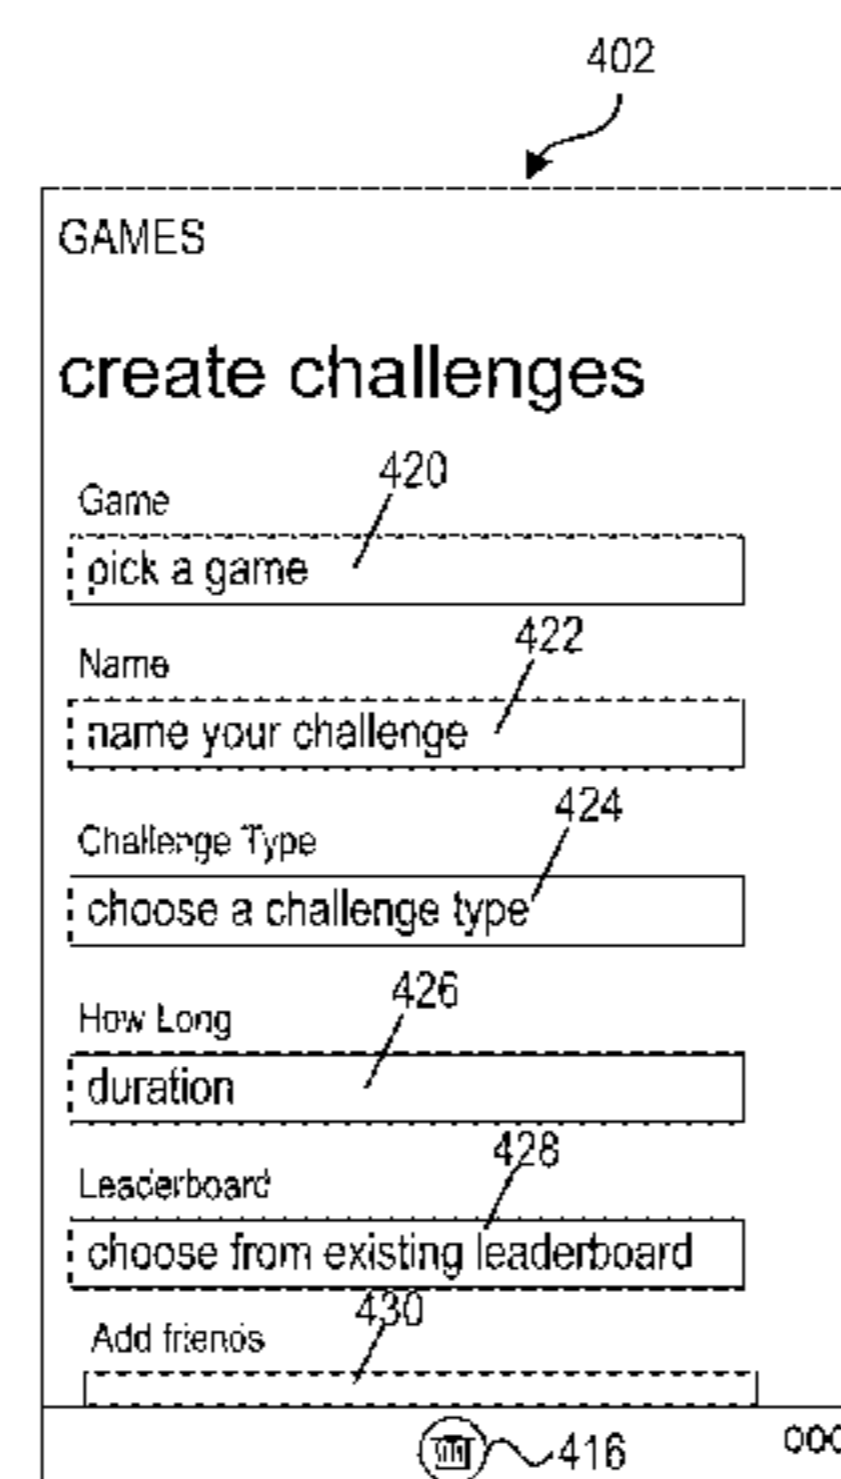 402
GAMES
create challenges
420
Game
pick a game
422
Name
name your challenge
424
Challenge Type
choose a challenge type
426
How Long
duration
428
Leaderboard
choose from existing leaderboard
430
Add friends
416